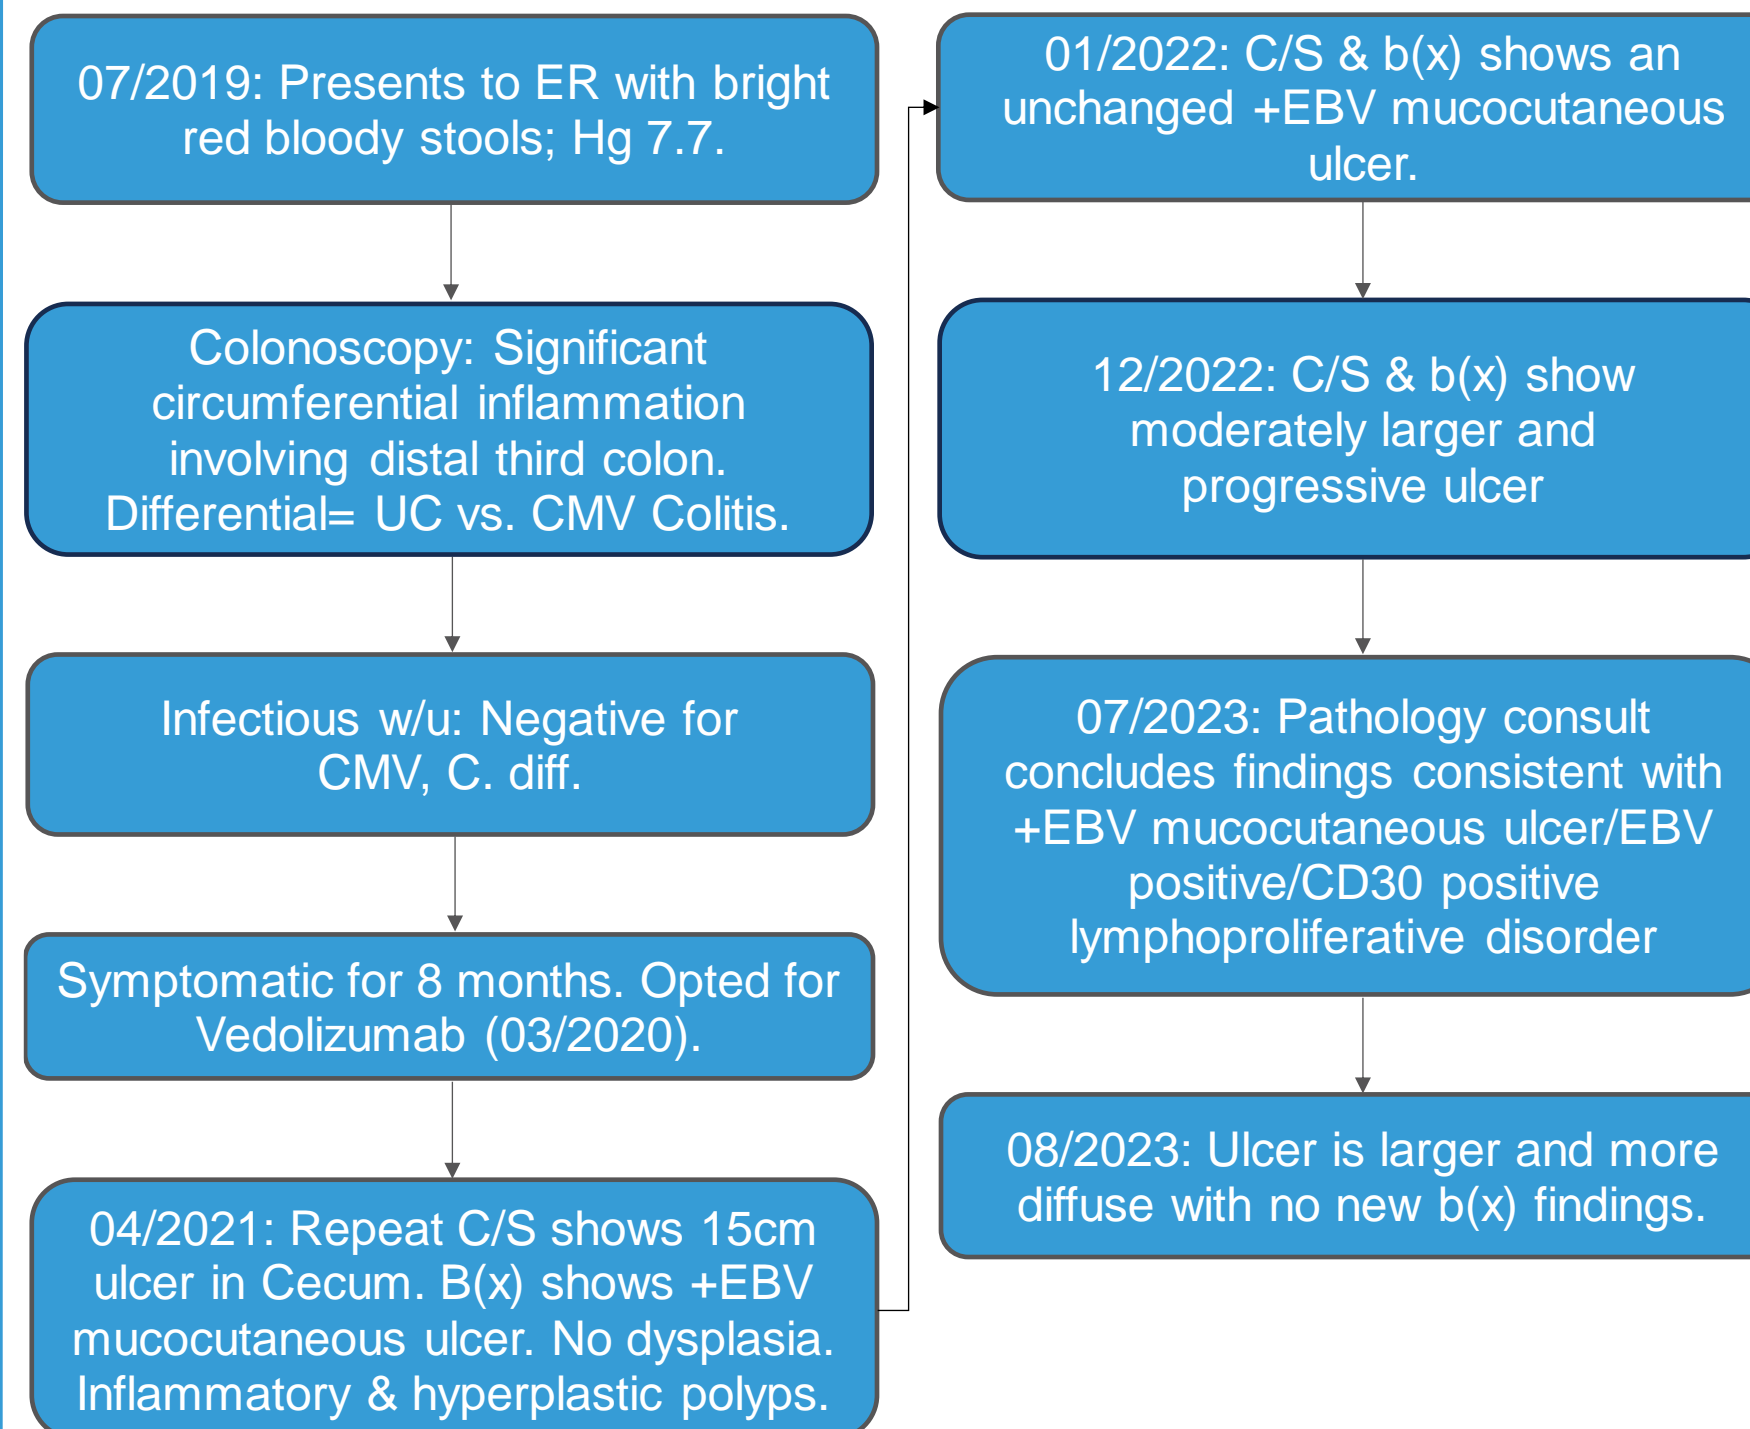 07/2019: Presents to ER with bright
red bloody stools; Hg 7.7.
Colonoscopy: Significant
circumferential inflammation
involving distal third colon.
Differential= UC vs. CMV Colitis.
Infectious w/u: Negative for
CMV, C. diff.
Symptomatic for 8 months. Opted for
Vedolizumab (03/2020).
04/2021: Repeat C/S shows 15cm
ulcer in Cecum. B(x) shows +EBV
mucocutaneous ulcer. No dysplasia.
Inflammatory & hyperplastic polyps.
01/2022: C/S & b(x) shows an
unchanged +EBV mucocutaneous
ulcer.
12/2022: C/S & b(x) show
moderately larger and
progressive ulcer
07/2023: Pathology consult
concludes findings consistent with
+EBV mucocutaneous ulcer/EBV
positive/CD30 positive
lymphoproliferative disorder
08/2023: Ulcer is larger and more
diffuse with no new b(x) findings.